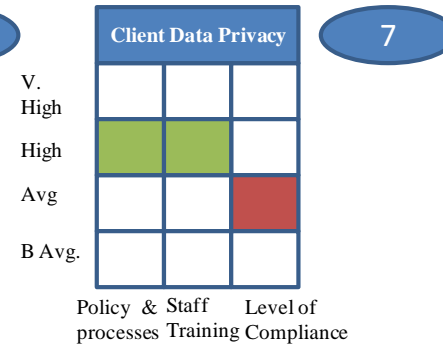 Client Data Privacy
7
V.
High
High
Avg
B Avg.
Policy & processes
Staff Training
Level of Compliance